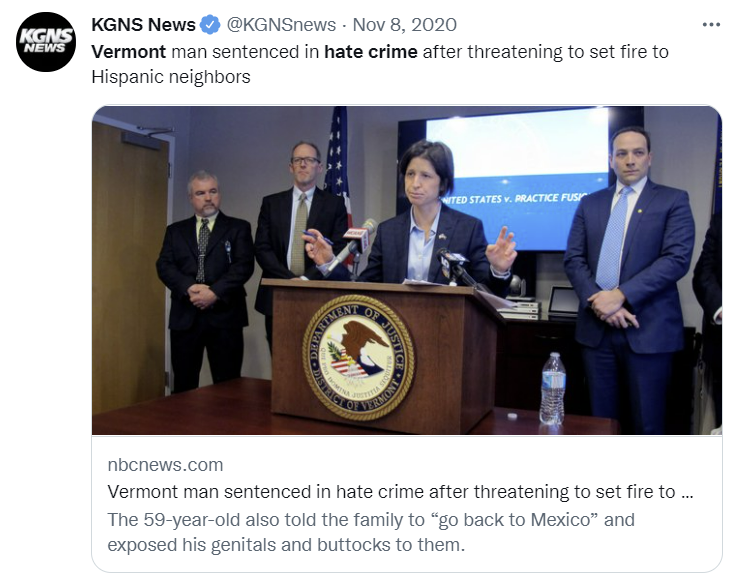 KGNS NEWS
KGNS News @KGNSnews · Nov 8, 2020
Vermont man sentenced in hate crime after threatening to set fire to
Hispanic neighbors
UNITED STATES v. PRACTICE FUSIO
DEPARTMENT OF JUSTICE
DISTRICT OF VERMONT
nbcnews.com
Vermont man sentenced in hate crime after threatening to set fire to ...
The 59-year-old also told the family to “go back to Mexico” and
exposed his genitals and buttocks to them.